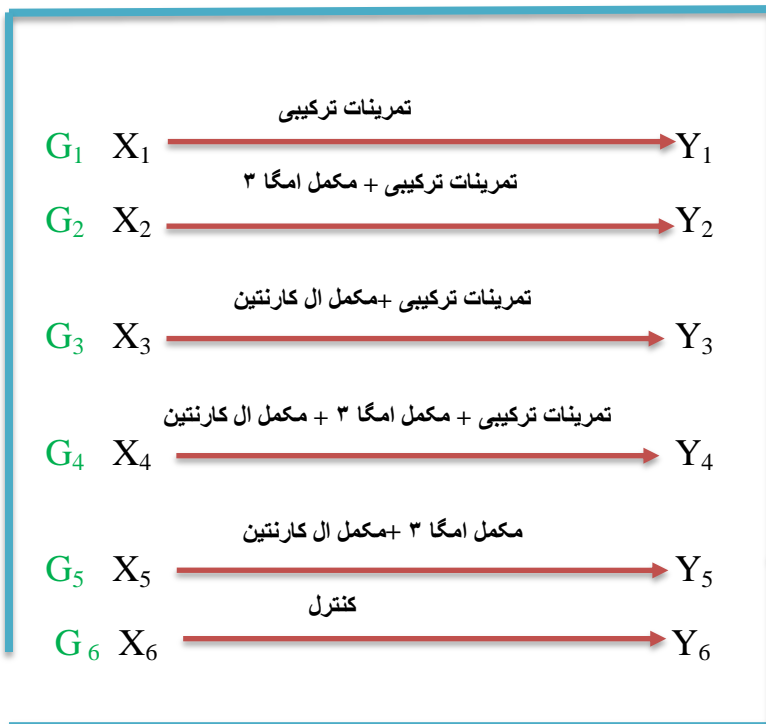 تمرینات ترکیبی
G1 X1 Y1
تمرینات ترکیبی + مکمل امگا ۳
G2 X2 Y2
تمرینات ترکیبی +مکمل ال کارنتین
G3 X3 Y3
تمرینات ترکیبی + مکمل امگا ۳ + مکمل ال کارنتین
G4 X4 Y4
مکمل امگا ۳ +مکمل ال کارنتین
G5 X5 Y5
کنترل
G 6 X6 Y6